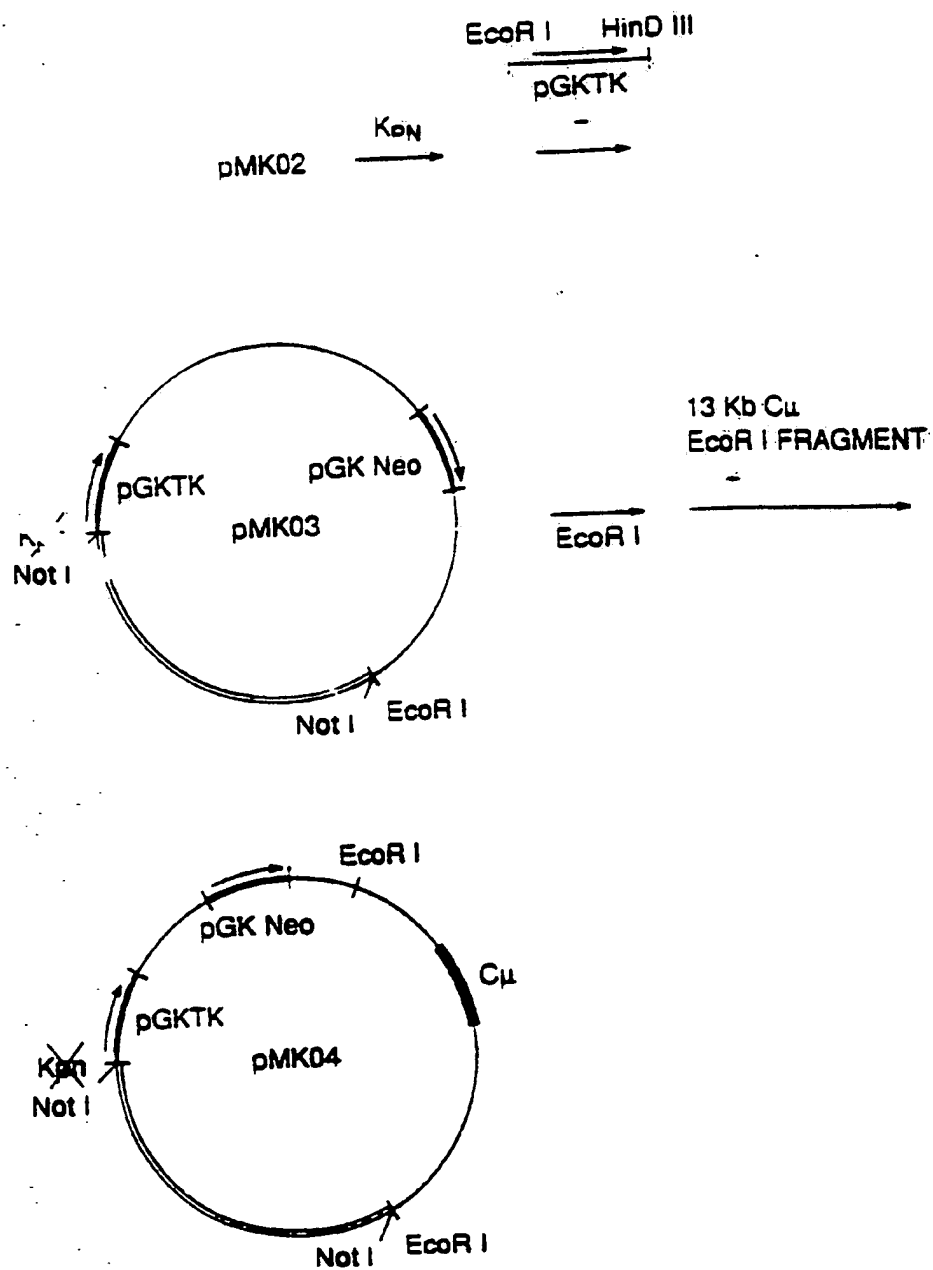 EcoR I HinD III
pGKTK
KpN
pMK02
13 Kb Cµ
EcoR I FRAGMENT
pGK Neo
pGKTK
pMK03
EcoR I
Not I
Not I EcoR I
EcoR I
pGK Neo
Cµ
pGKTK
Kpn
pMK04
Not I
Not I EcoR I